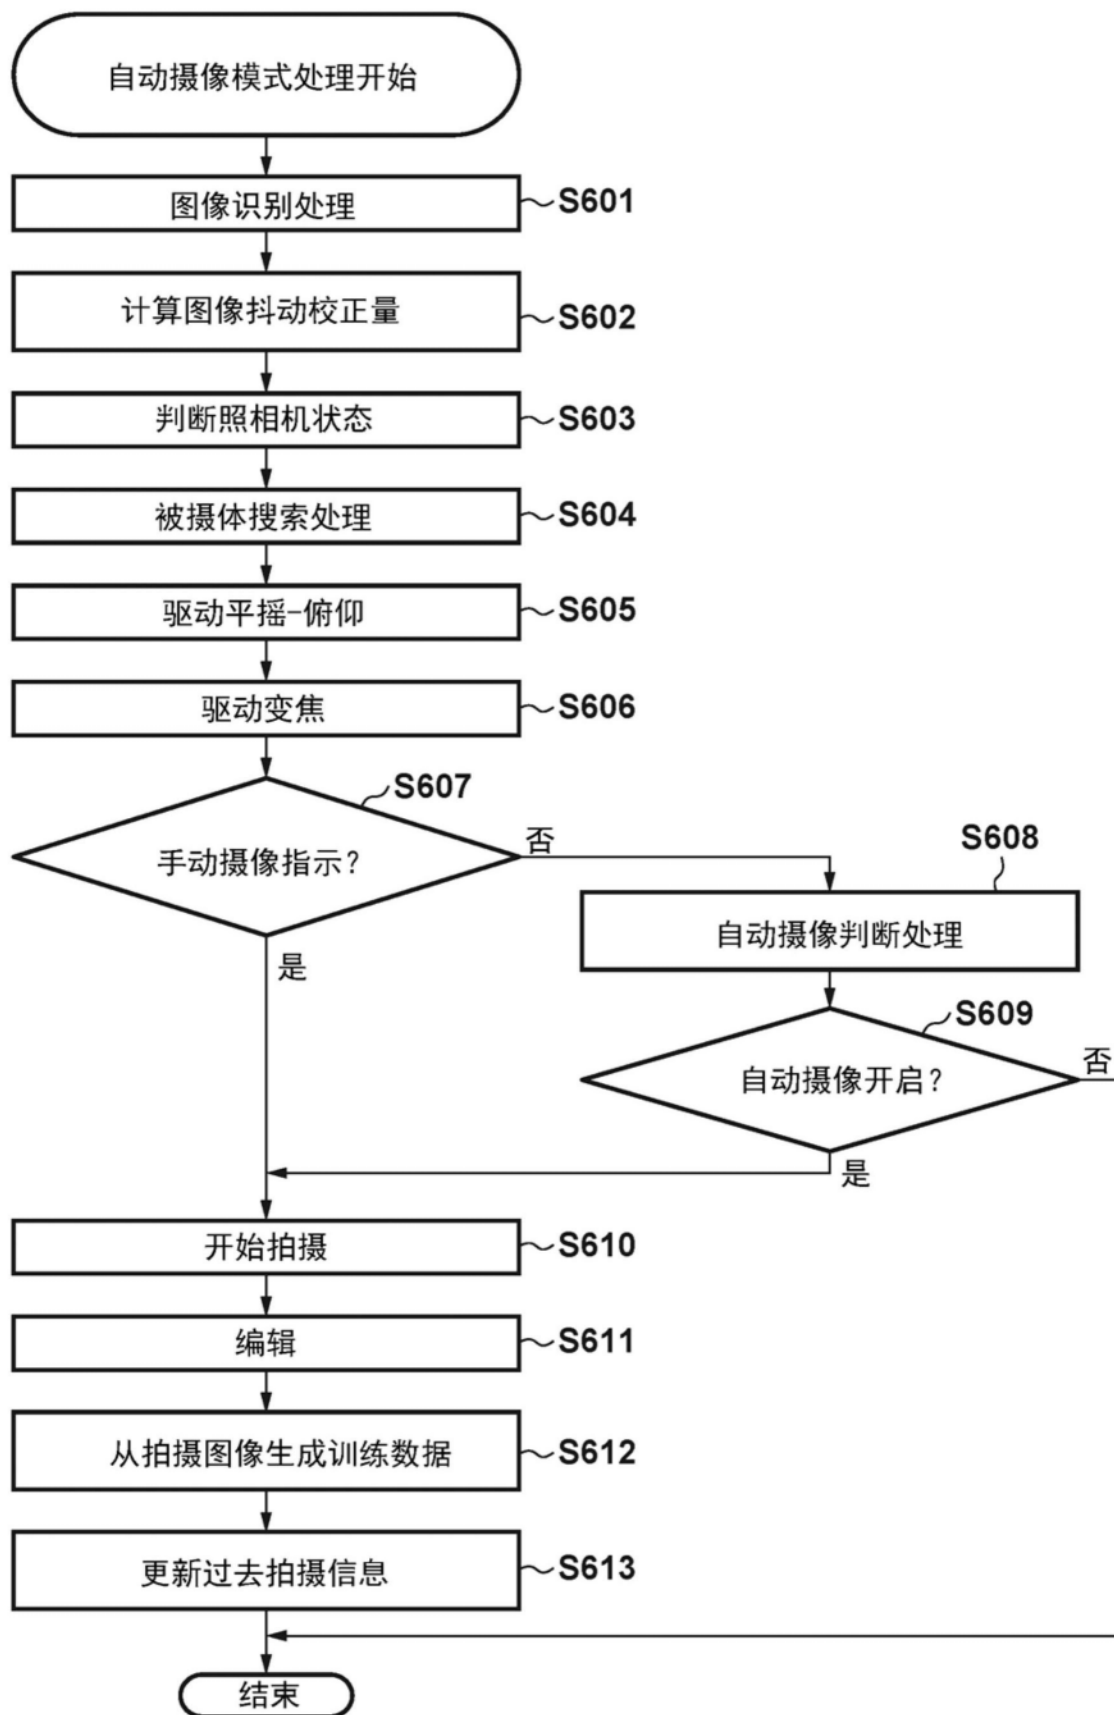 自动摄像模式处理开始
图像识别处理
S601
计算图像抖动校正量
S602
判断照相机状态
S603
被摄体搜索处理
S604
驱动平摇-俯仰
S605
驱动变焦
S606
S607
手动摄像指示?
否
是
S608
自动摄像判断处理
S609
自动摄像开启?
否
是
开始拍摄
S610
编辑
S611
从拍摄图像生成训练数据
S612
更新过去拍摄信息
S613
结束